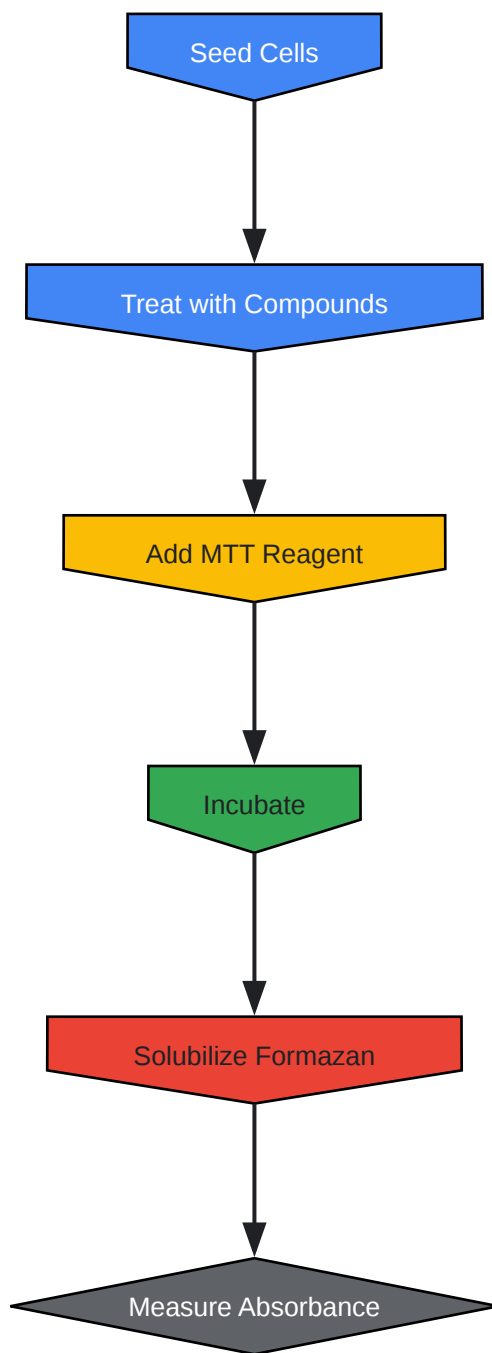 Seed Cells
Treat with Compounds
Add MTT Reagent
Incubate
Solubilize Formazan
Measure Absorbance